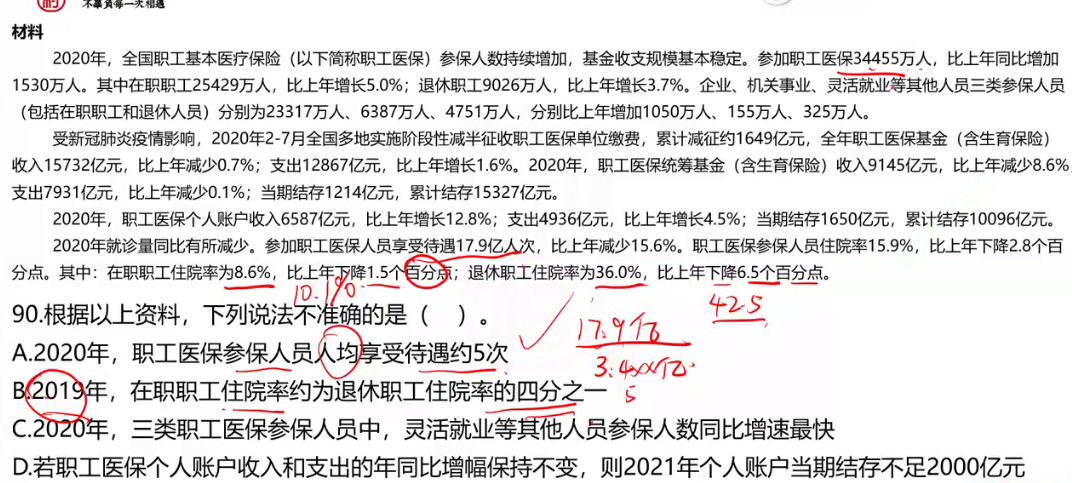 不辜负每一天相遇
材料
2020年，全国职工基本医疗保险（以下简称职工医保）参保人数持续增加，基金收支规模基本稳定。参加职工医保34455万人，比上年同比增加
1530万人。其中在职职工25429万人，比上年增长5.0%；退休职工9026万人，比上年增长3.7%。企业、机关事业、灵活就业等其他人员三类参保人员
（包括在职职工和退休人员）分别为23317万人、6387万人、4751万人，分别比上年增加1050万人、155万人、325万人。
受新冠肺炎疫情影响，2020年2-7月全国多地实施阶段性减半征收职工医保单位缴费，累计减征约1649亿元，全年职工医保基金（含生育保险）
收入15732亿元，比上年减少0.7%；支出12867亿元，比上年增长1.6%。2020年，职工医保统筹基金（含生育保险）收入9145亿元，比上年减少8.6%
支出7931亿元，比上年减少0.1%；当期结存1214亿元，累计结存15327亿元。
2020年，职工医保个人账户收入6587亿元，比上年增长12.8%；支出4936亿元，比上年增长4.5%；当期结存1650亿元，累计结存10096亿元。
2020年就诊量同比有所减少。参加职工医保人员享受待遇17.9亿人次，比上年减少15.6%。职工医保参保人员住院率15.9%，比上年下降2.8个百
分点。其中：在职职工住院率为8.6%，比上年下降1.5个百分点；退休职工住院率为36.0%，比上年下降6.5个百分点。
10.1%
42.5
90.根据以上资料，下列说法不准确的是（ ）。
17.9亿
A.2020年，职工医保参保人员人均享受待遇约5次
3.4xx亿
B.2019年，在职职工住院率约为退休职工住院率的四分之一
5
C.2020年，三类职工医保参保人员中，灵活就业等其他人员参保人数同比增速最快
D.若职工医保个人账户收入和支出的年同比增幅保持不变，则2021年个人账户当期结存不足2000亿元